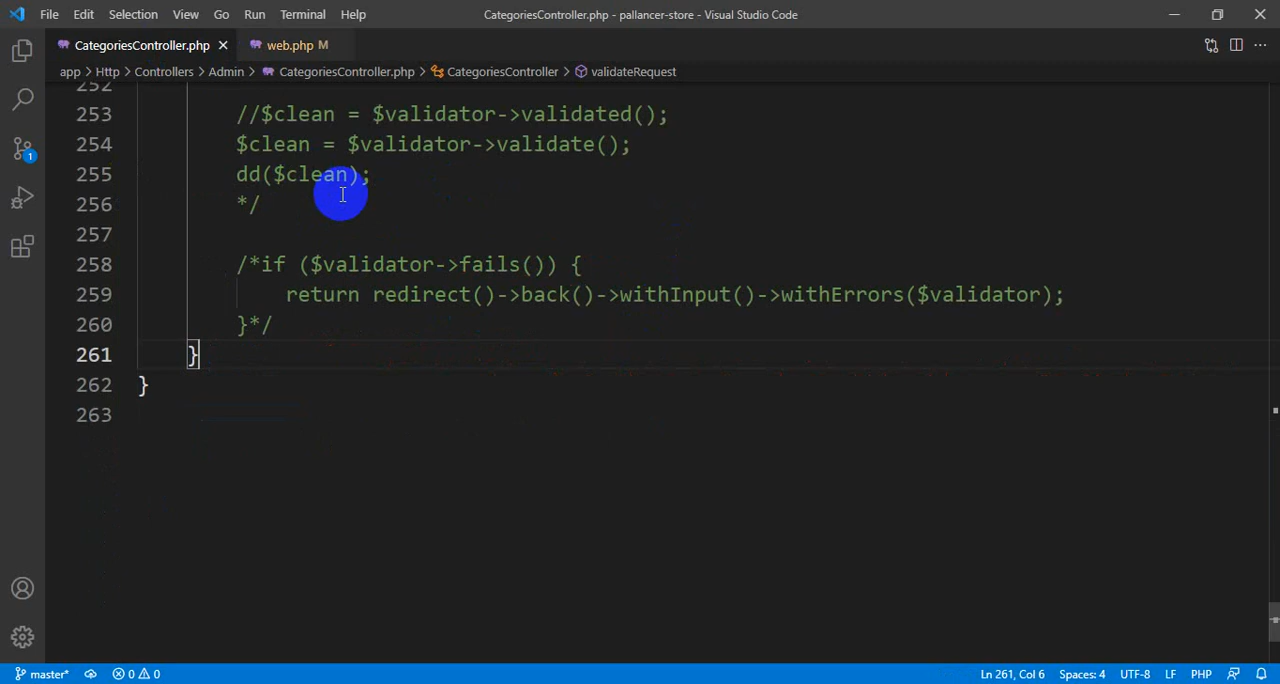 File Edit Selection View Go Run Terminal Help CategoriesController.php - pallancer-store - Visual Studio Code
CategoriesController.php web.php M
app > Http > Controllers > Admin > CategoriesController.php > CategoriesController > validateRequest
252
253 //$clean = $validator->validated();
254 $clean = $validator->validate();
255 dd($clean);
256 */
257
258 /*if ($validator->fails()) {
259 return redirect()->back()->withInput()->withErrors($validator);
260 }*/
261 }
262 }
263
1
master* 0 0 Ln 261, Col 6 Spaces: 4 UTF-8 LF PHP